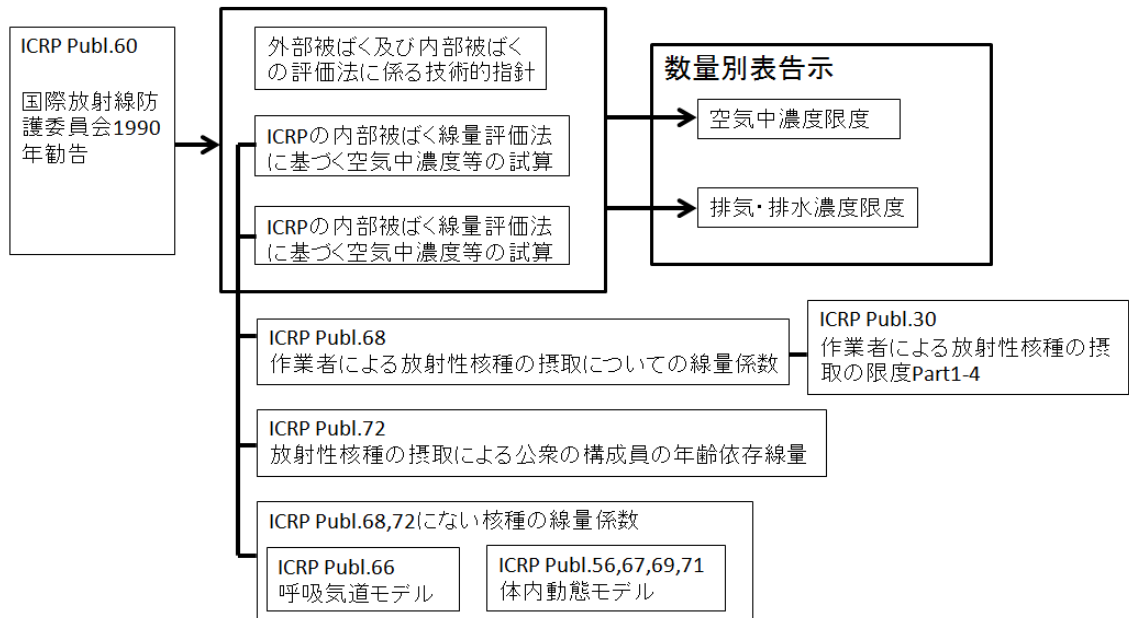 ICRP Publ.60
国際放射線防
護委員会1990
年勧告
外部被ばく及び内部被ばく
の評価法に係る技術的指針
ICRPの内部被ばく線量評価法
に基づく空気中濃度等の試算
ICRPの内部被ばく線量評価法
に基づく空気中濃度等の試算
数量別表告示
空気中濃度限度
排気・排水濃度限度
ICRP Publ.68
作業者による放射性核種の摂取についての線量係数
ICRP Publ.30
作業者による放射性核種の摂
取の限度Part1-4
ICRP Publ.72
放射性核種の摂取による公衆の構成員の年齢依存線量
ICRP Publ.68,72にない核種の線量係数
ICRP Publ.66
呼吸気道モデル
ICRP Publ.56,67,69,71
体内動態モデル